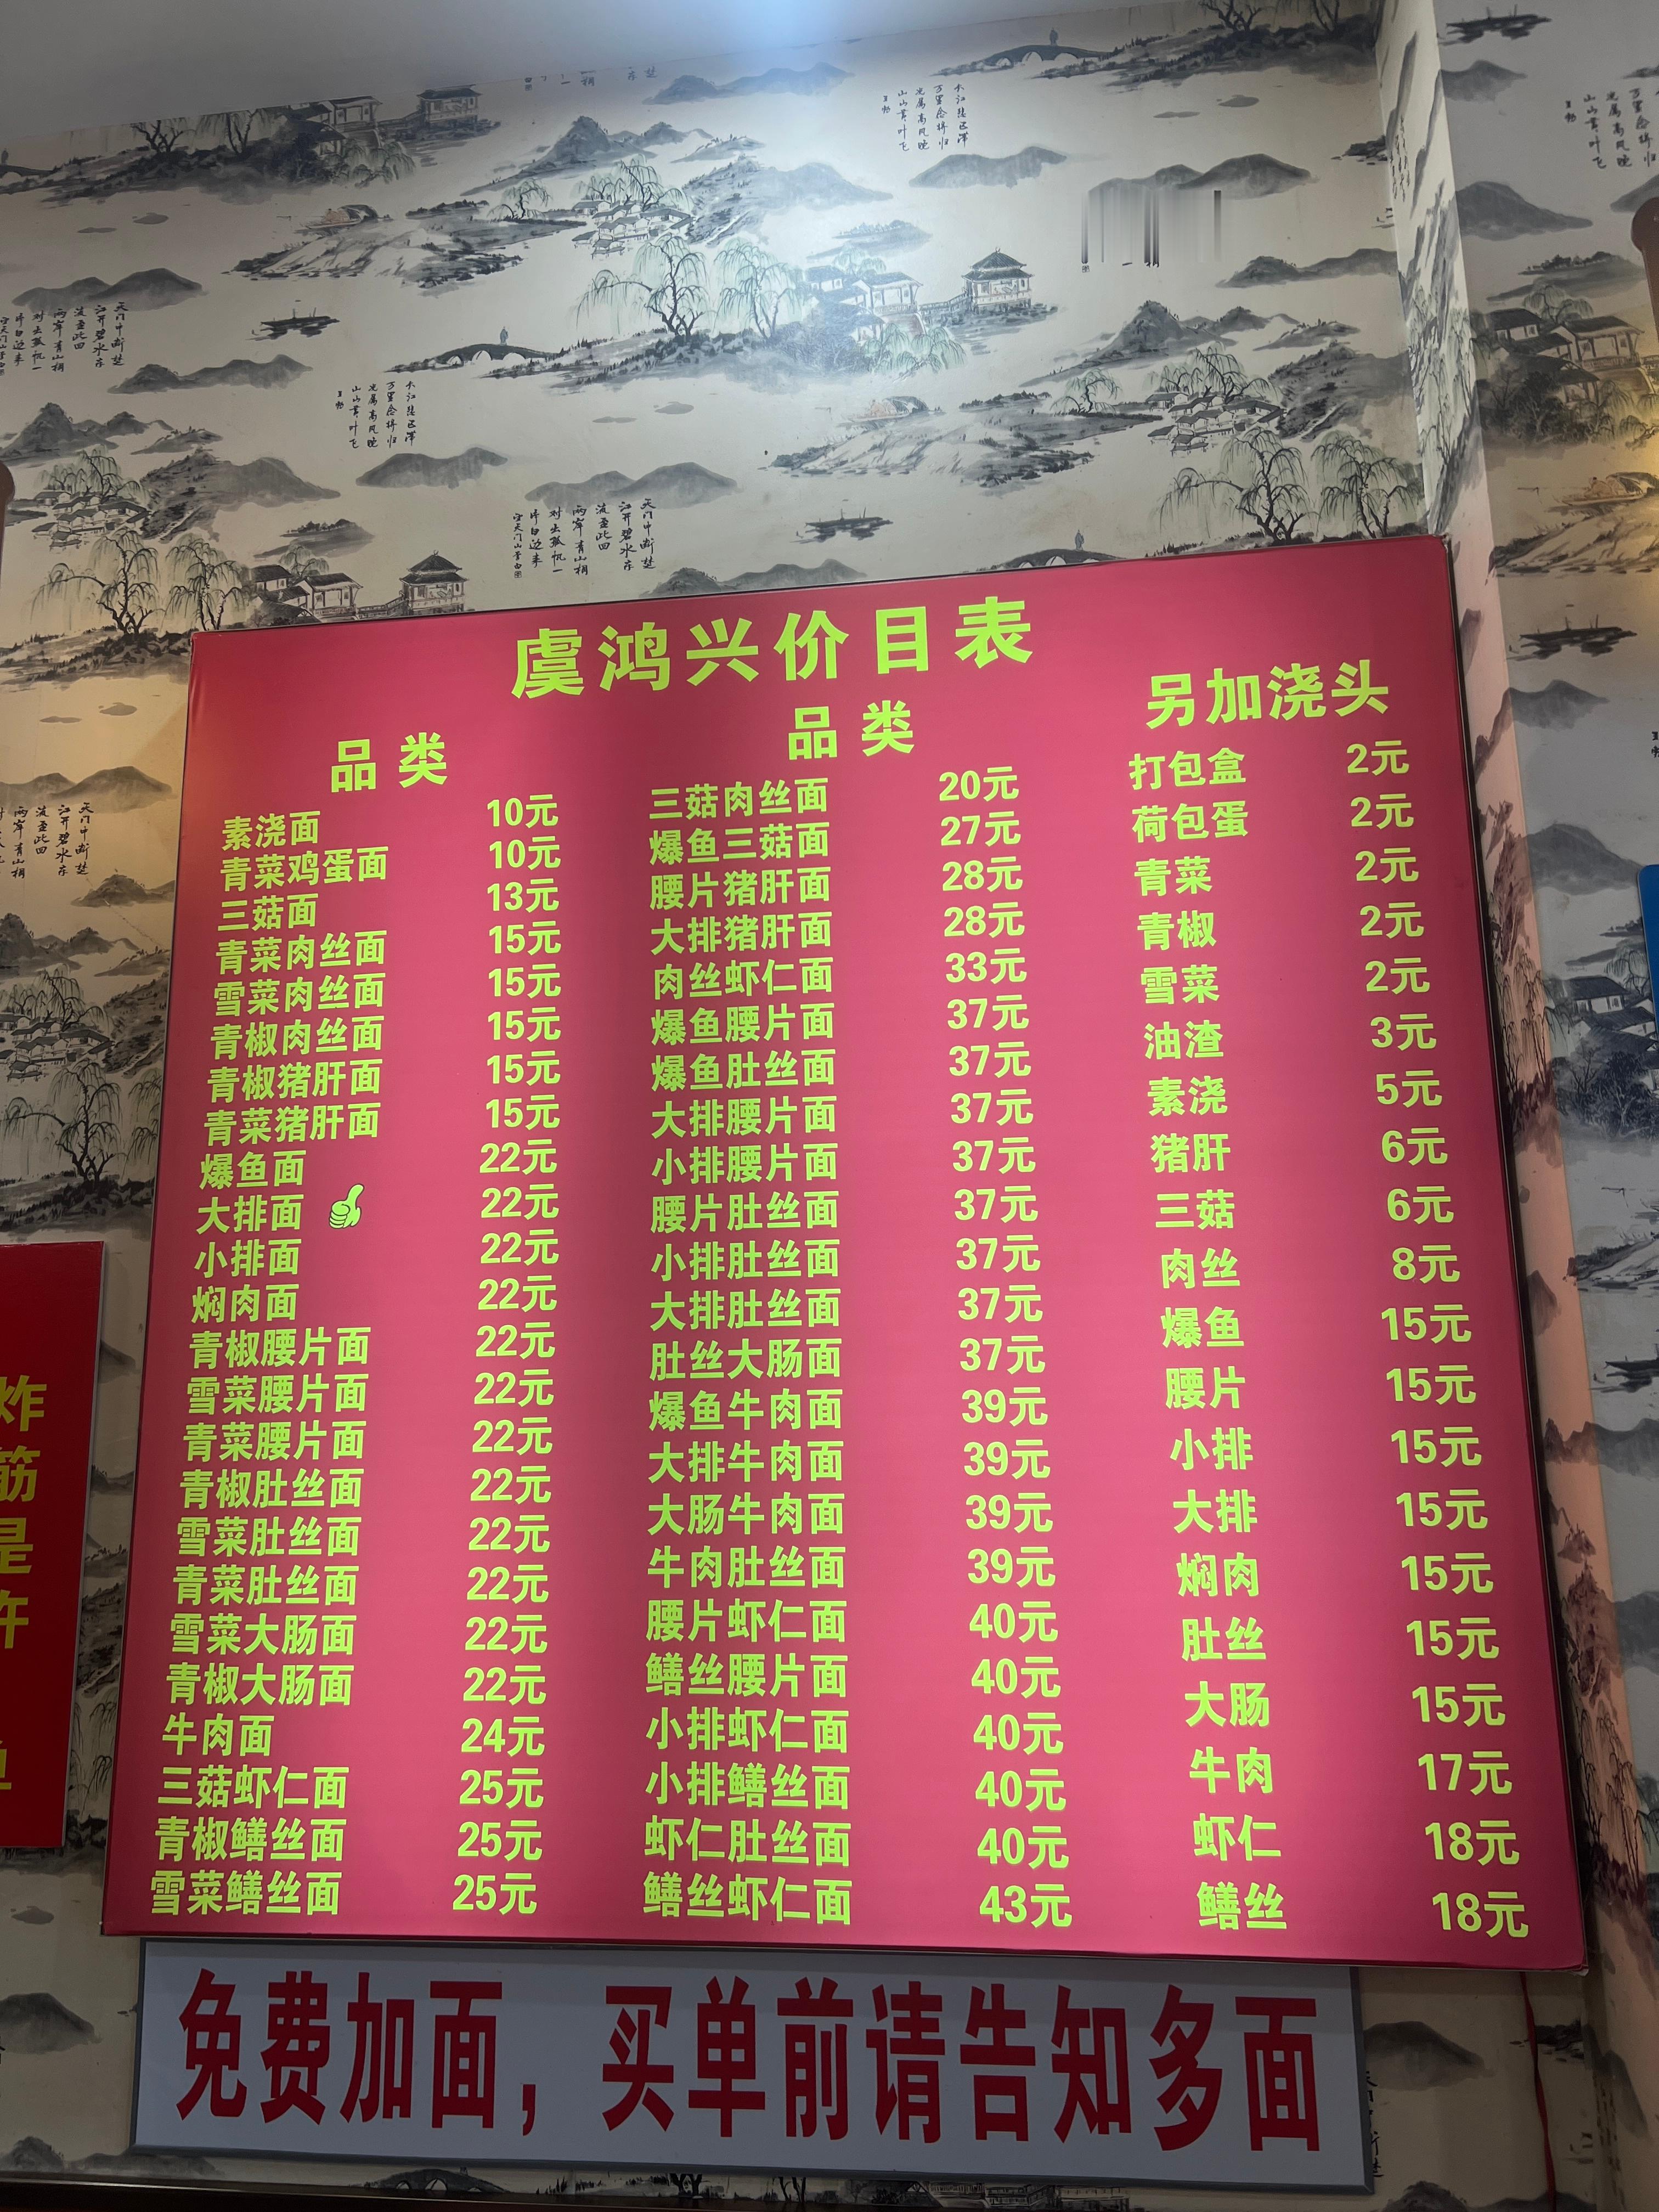 虞鸿兴价目表
品类
素浇面 10元
青菜鸡蛋面 10元
三菇面 13元
青菜肉丝面 15元
雪菜肉丝面 15元
青椒肉丝面 15元
青椒猪肝面 15元
青菜猪肝面 15元
爆鱼面 22元
大排面 22元
小排面 22元
焖肉面 22元
青椒腰片面 22元
雪菜腰片面 22元
青菜腰片面 22元
青椒肚丝面 22元
雪菜肚丝面 22元
青菜肚丝面 22元
雪菜大肠面 22元
青椒大肠面 22元
牛肉面 24元
三菇虾仁面 25元
青椒鳝丝面 25元
雪菜鳝丝面 25元
品类
三菇肉丝面 20元
爆鱼三菇面 27元
腰片猪肝面 28元
大排猪肝面 28元
肉丝虾仁面 33元
爆鱼腰片面 37元
爆鱼肚丝面 37元
大排腰片面 37元
小排腰片面 37元
腰片肚丝面 37元
小排肚丝面 37元
大排肚丝面 37元
肚丝大肠面 37元
爆鱼牛肉面 39元
大排牛肉面 39元
大肠牛肉面 39元
牛肉肚丝面 39元
腰片虾仁面 40元
鳝丝腰片面 40元
小排虾仁面 40元
小排鳝丝面 40元
虾仁肚丝面 40元
鳝丝虾仁面 43元
另加浇头
打包盒 2元
荷包蛋 2元
青菜 2元
青椒 2元
雪菜 2元
油渣 3元
素浇 5元
猪肝 6元
三菇 6元
肉丝 8元
爆鱼 15元
腰片 15元
小排 15元
大排 15元
焖肉 15元
肚丝 15元
大肠 15元
牛肉 17元
虾仁 18元
鳝丝 18元
免费加面，买单前请告知多面
炸
筋
是
许